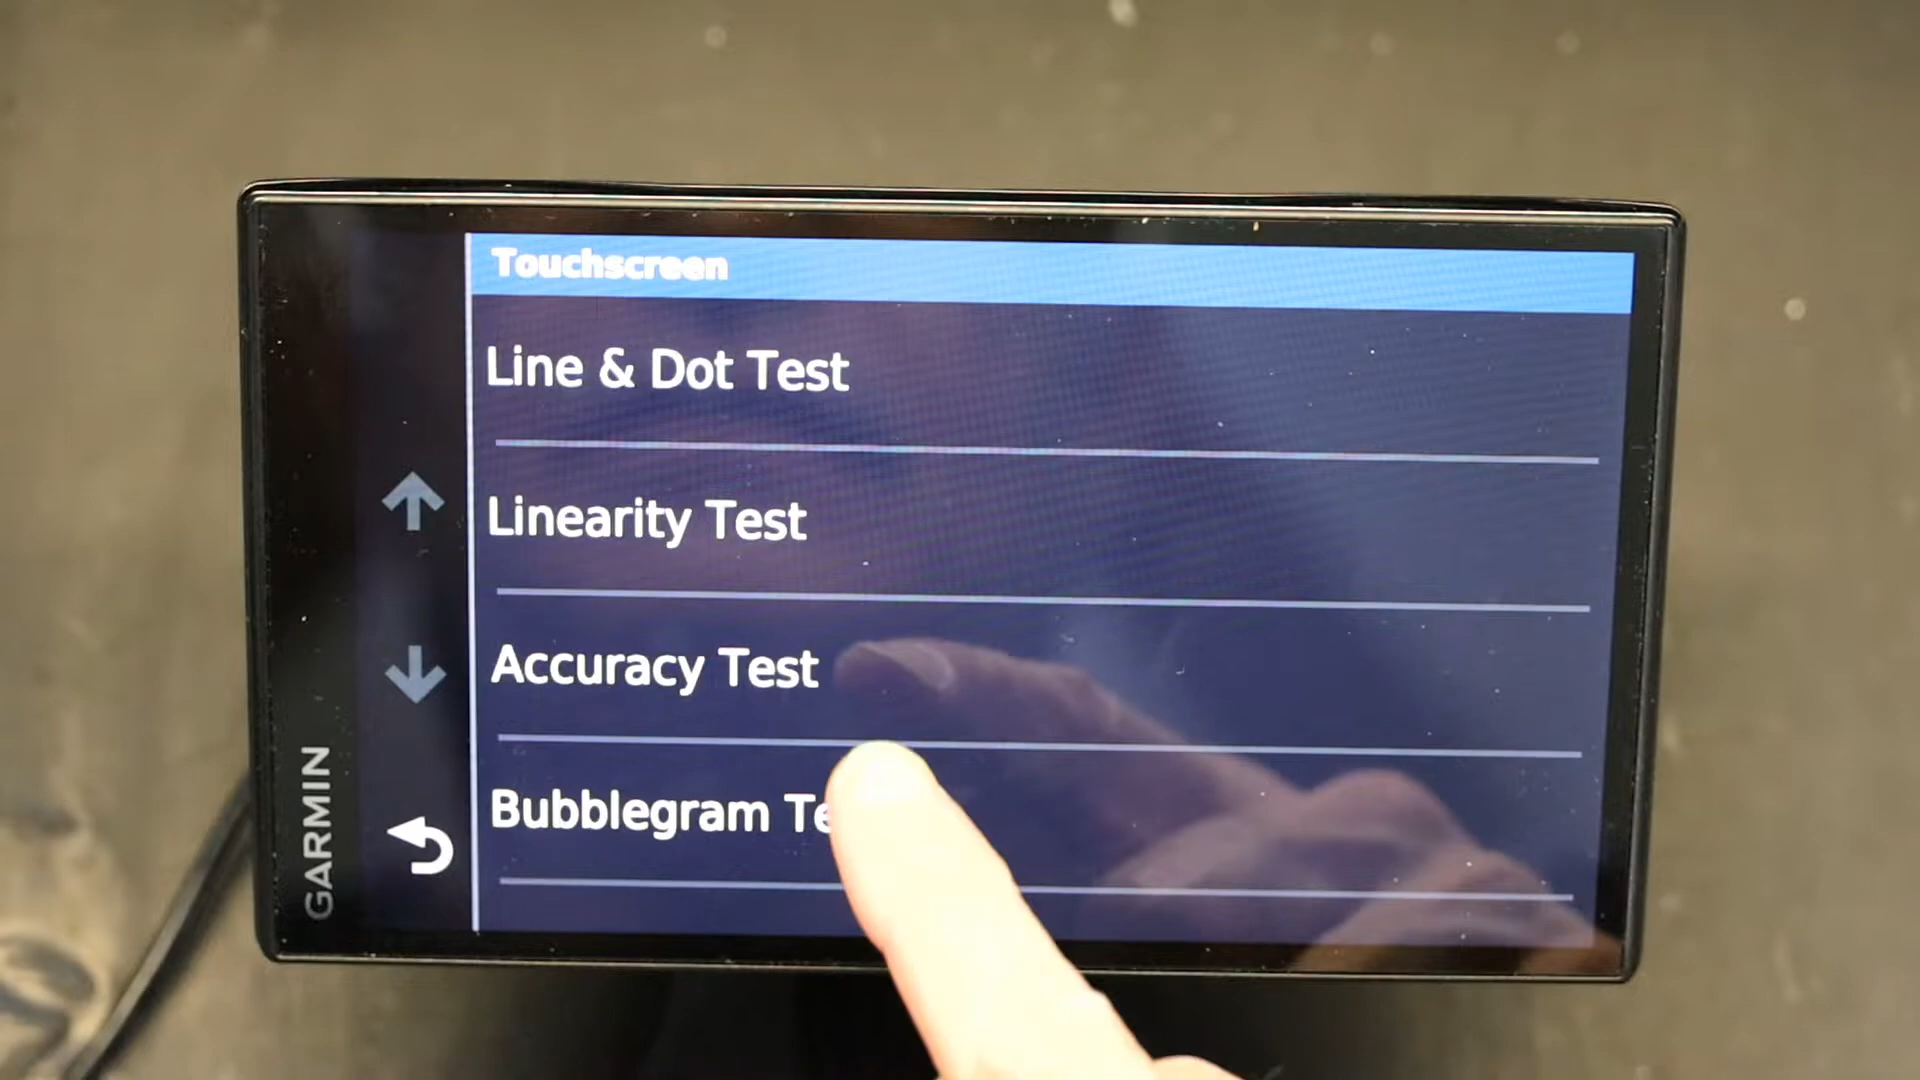 Touchscreen
Line & Dot Test
Linearity Test
Accuracy Test
Bubblegram Te
GARMIN